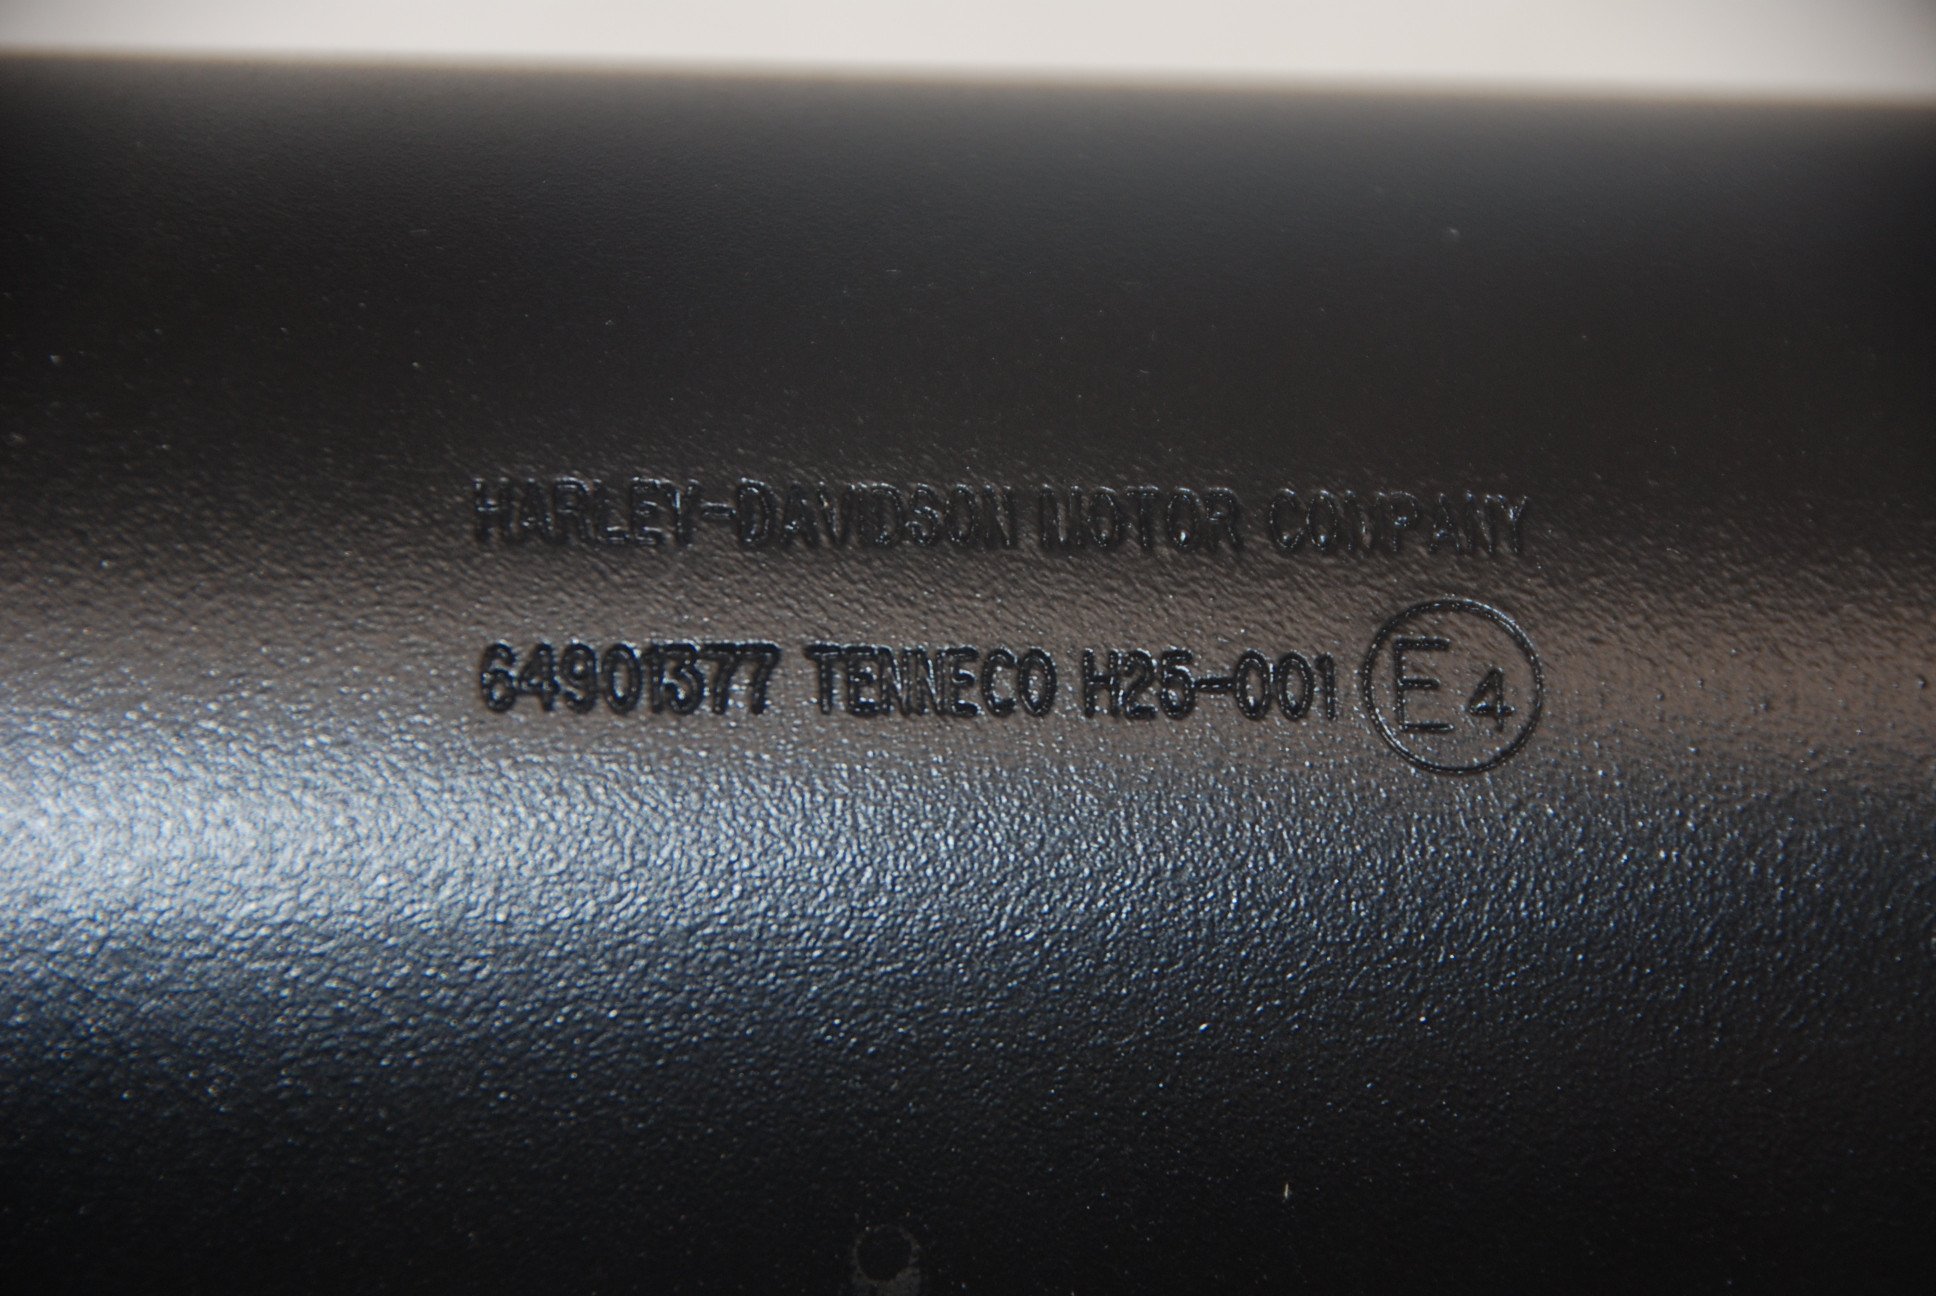 HARLEY-DAVIDSON MOTOR COMPANY
64901377 TENNECO H25-001 E4